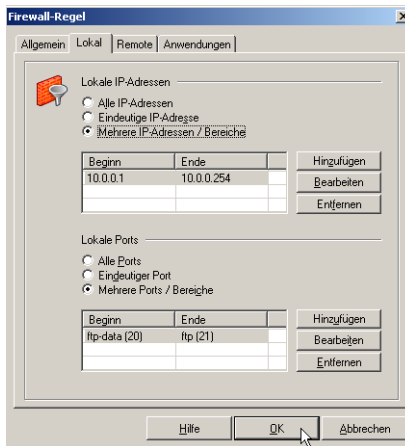 Firewall-Regel
Allgemein Lokal Remote Anwendungen
Lokale IP-Adressen
Alle IP-Adressen
Eindeutige IP-Adresse
Mehrere IP-Adressen / Bereiche
Beginn Ende
10.0.0.1 10.0.0.254
Hinzufügen
Bearbeiten
Entfernen
Lokale Ports
Alle Ports
Eindeutiger Port
Mehrere Ports / Bereiche
Beginn Ende
ftp-data (20) ftp (21)
Hinzufügen
Bearbeiten
Entfernen
Hilfe OK Abbrechen